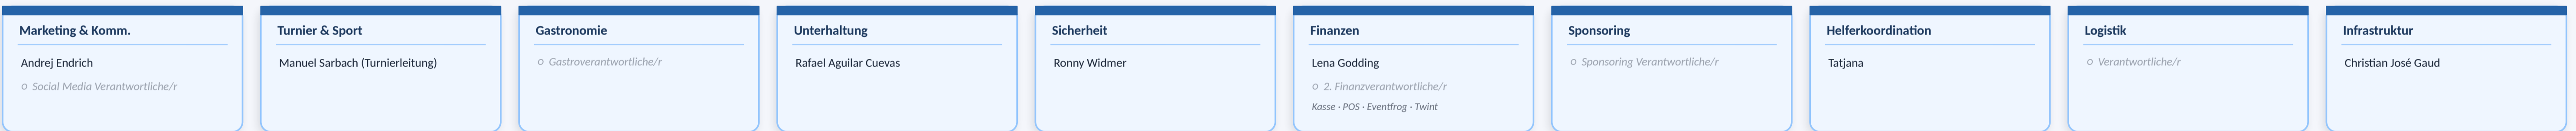 Marketing & Komm.
Andrej Endrich
○ Social Media Verantwortliche/r
Turnier & Sport
Manuel Sarbach (Turnierleitung)
Gastronomie
○ Gastroverantwortliche/r
Unterhaltung
Rafael Aguilar Cuevas
Sicherheit
Ronny Widmer
Finanzen
Lena Godding
○ 2. Finanzverantwortliche/r
Kasse · POS · Eventfrog · Twint
Sponsoring
○ Sponsoring Verantwortliche/r
Helferkoordination
Tatjana
Logistik
○ Verantwortliche/r
Infrastruktur
Christian José Gaud